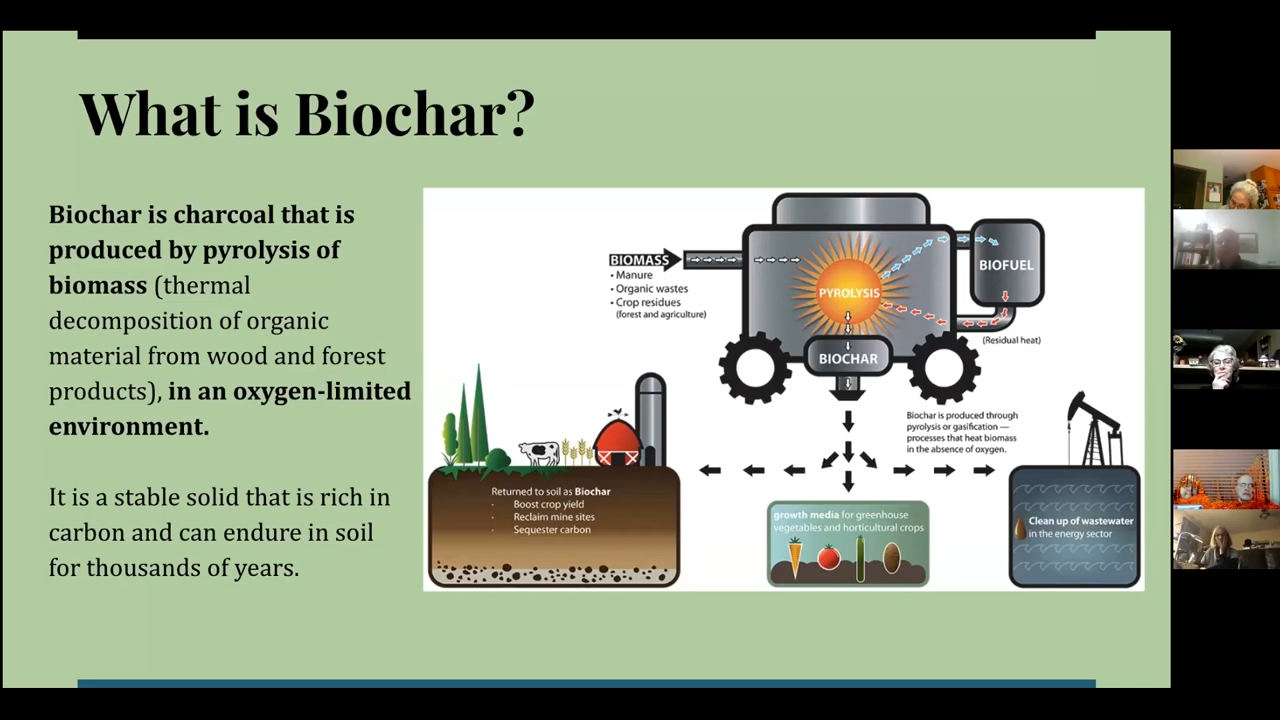 What is Biochar?
Biochar is charcoal that is
produced by pyrolysis of
biomass (thermal
decomposition of organic
material from wood and forest
products), in an oxygen-limited
environment.
It is a stable solid that is rich in
carbon and can endure in soil
for thousands of years.
BIOMASS
• Manure
• Organic wastes
• Crop residues
(forest and agriculture)
PYROLYSIS
BIOFUEL
(Residual heat)
BIOCHAR
Biochar is produced through
pyrolysis or gasification —
processes that heat biomass
in the absence of oxygen.
Returned to soil as Biochar
· Boost crop yield
· Reclaim mine sites
· Sequester carbon
growth media for greenhouse
vegetables and horticultural crops
Clean up of wastewater
in the energy sector